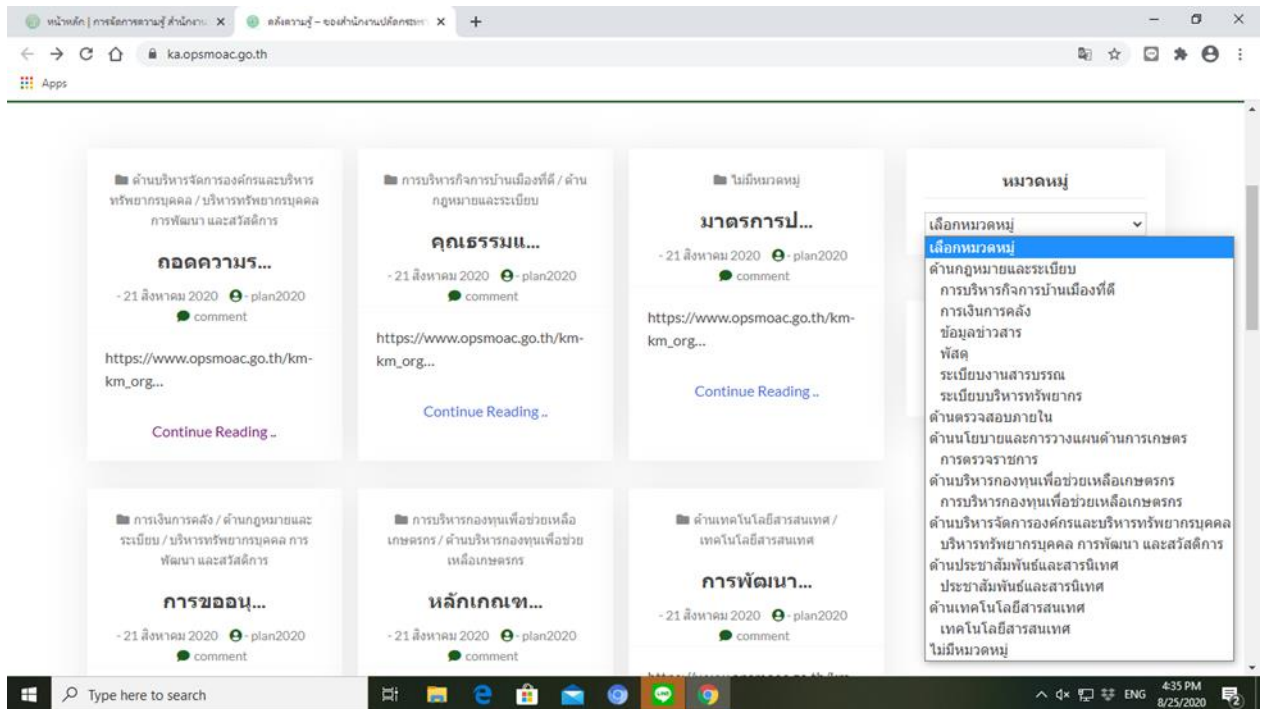 หน้าหลัก | การจัดการความรู้ สำนักงาน
คลังความรู้ – ของสำนักงานปลัดกระทรว
ka.opsmoac.go.th
Apps
ด้านบริหารจัดการองค์กรและบริหาร
ทรัพยากรบุคคล / บริหารทรัพยากรบุคคล
การพัฒนา และสวัสดิการ
ถอดความร...
- 21 สิงหาคม 2020 - plan2020
comment
https://www.opsmoac.go.th/km-
km_org...
Continue Reading ..
การบริหารกิจการบ้านเมืองที่ดี / ด้าน
กฎหมายและระเบียบ
คุณธรรมแ...
- 21 สิงหาคม 2020 - plan2020
comment
https://www.opsmoac.go.th/km-
km_org...
Continue Reading ..
ไม่มีหมวดหมู่
มาตรการป...
- 21 สิงหาคม 2020 - plan2020
comment
https://www.opsmoac.go.th/km-
km_org...
Continue Reading ..
การเงินการคลัง / ด้านกฎหมายและ
ระเบียบ / บริหารทรัพยากรบุคคล การ
พัฒนา และสวัสดิการ
การขออนุ...
- 21 สิงหาคม 2020 - plan2020
comment
การบริหารกองทุนเพื่อช่วยเหลือ
เกษตรกร / ด้านบริหารกองทุนเพื่อช่วย
เหลือเกษตรกร
หลักเกณฑ...
- 21 สิงหาคม 2020 - plan2020
comment
ด้านเทคโนโลยีสารสนเทศ /
เทคโนโลยีสารสนเทศ
การพัฒนา...
- 21 สิงหาคม 2020 - plan2020
comment
หมวดหมู่
เลือกหมวดหมู่
เลือกหมวดหมู่
ด้านกฎหมายและระเบียบ
การบริหารกิจการบ้านเมืองที่ดี
การเงินการคลัง
ข้อมูลข่าวสาร
พัสดุ
ระเบียบงานสารบรรณ
ระเบียบบริหารทรัพยากร
ด้านตรวจสอบภายใน
ด้านนโยบายและการวางแผนด้านการเกษตร
การตรวจราชการ
ด้านบริหารกองทุนเพื่อช่วยเหลือเกษตรกร
การบริหารกองทุนเพื่อช่วยเหลือเกษตรกร
ด้านบริหารจัดการองค์กรและบริหารทรัพยากรบุคคล
บริหารทรัพยากรบุคคล การพัฒนา และสวัสดิการ
ด้านประชาสัมพันธ์และสารนิเทศ
ประชาสัมพันธ์และสารนิเทศ
ด้านเทคโนโลยีสารสนเทศ
เทคโนโลยีสารสนเทศ
ไม่มีหมวดหมู่
Type here to search
ENG
4:35 PM
8/25/2020